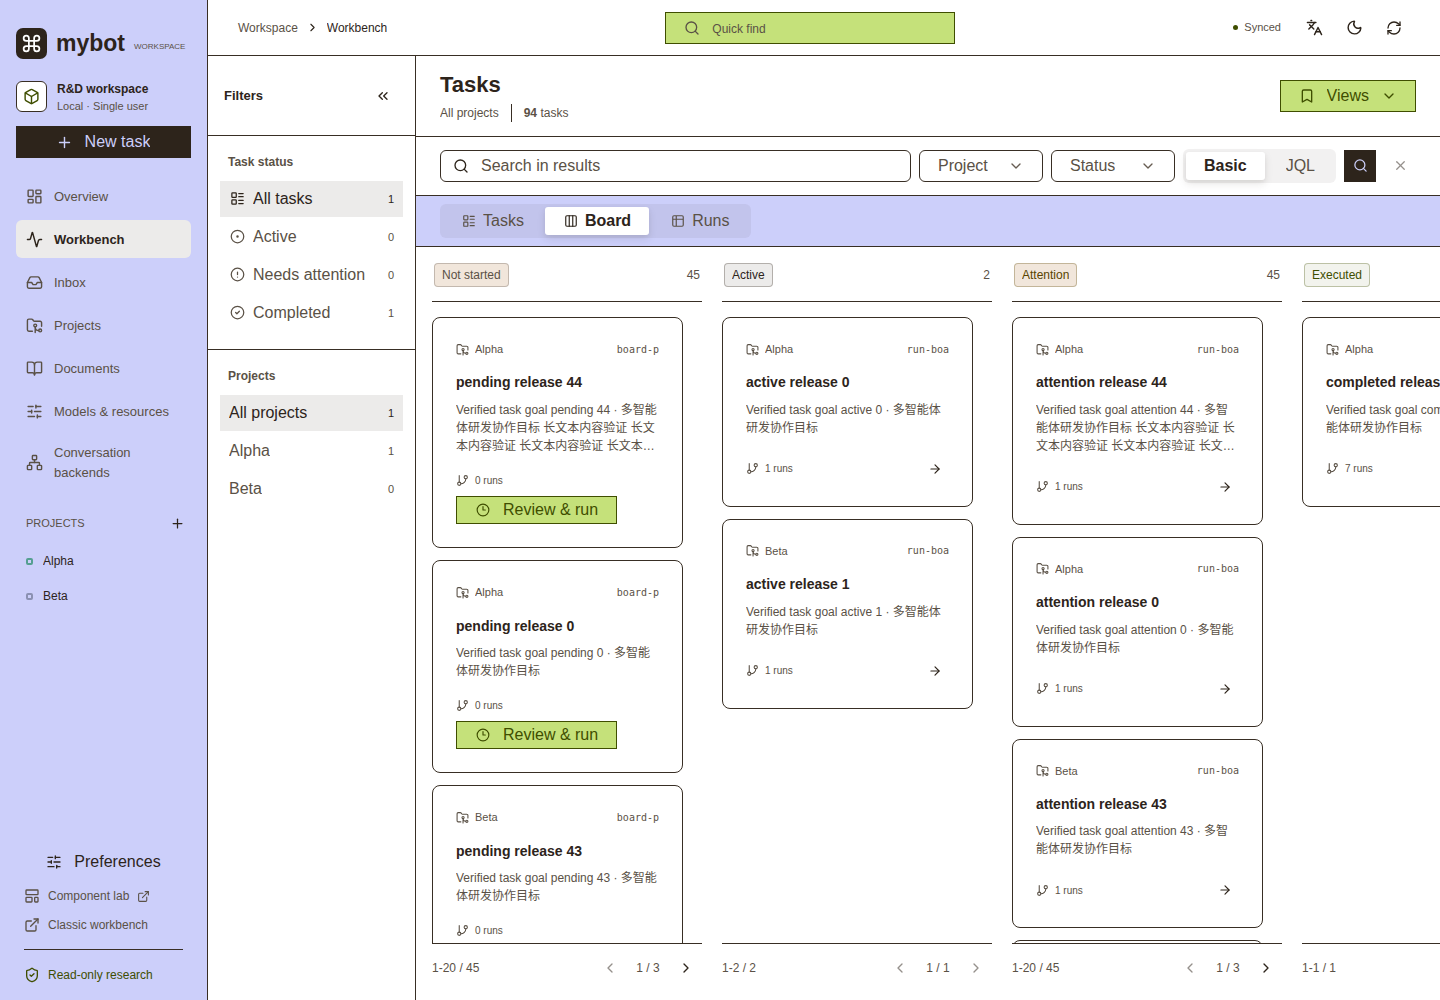 mybot WORKSPACE
R&D workspace
Local · Single user
New task
Overview
Workbench
Inbox
Projects
Documents
Models & resources
Conversation
backends
PROJECTS
Alpha
Beta
Preferences
Component lab
Classic workbench
Read-only research
Workspace > Workbench
Quick find
Synced
Filters
Task status
All tasks 1
Active 0
Needs attention 0
Completed 1
Projects
All projects 1
Alpha 1
Beta 0
Tasks
All projects 94 tasks
Views
Search in results
Project
Status
Basic JQL
Tasks Board Runs
Not started 45
Alpha board-p
pending release 44
Verified task goal pending 44 · 多智能
体研发协作目标 长文本内容验证 长文
本内容验证 长文本内容验证 长文本…
0 runs
Review & run
Alpha board-p
pending release 0
Verified task goal pending 0 · 多智能
体研发协作目标
0 runs
Review & run
Beta board-p
pending release 43
Verified task goal pending 43 · 多智能
体研发协作目标
0 runs
1-20 / 45 1 / 3
Active 2
Alpha run-boa
active release 0
Verified task goal active 0 · 多智能体
研发协作目标
1 runs
Beta run-boa
active release 1
Verified task goal active 1 · 多智能体
研发协作目标
1 runs
1-2 / 2 1 / 1
Attention 45
Alpha run-boa
attention release 44
Verified task goal attention 44 · 多智
能体研发协作目标 长文本内容验证 长
文本内容验证 长文本内容验证 长文…
1 runs
Alpha run-boa
attention release 0
Verified task goal attention 0 · 多智能
体研发协作目标
1 runs
Beta run-boa
attention release 43
Verified task goal attention 43 · 多智
能体研发协作目标
1 runs
1-20 / 45 1 / 3
Executed
Alpha
completed releas
Verified task goal com
能体研发协作目标
7 runs
1-1 / 1